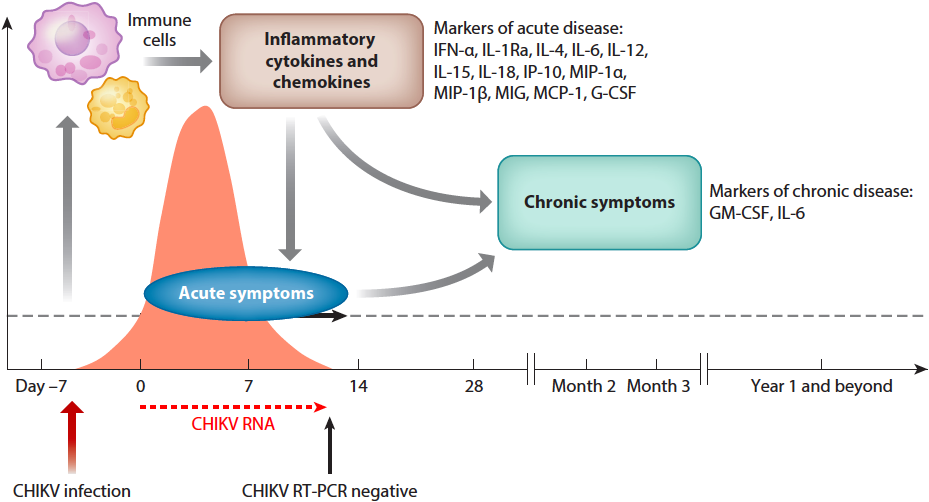 Immune
cells
Inflammatory
cytokines and
chemokines
Markers of acute disease:
IFN-α, IL-1Ra, IL-4, IL-6, IL-12,
IL-15, IL-18, IP-10, MIP-1α,
MIP-1β, MIG, MCP-1, G-CSF
Chronic symptoms
Markers of chronic disease:
GM-CSF, IL-6
Acute symptoms
Day –7
0
7
14
28
Month 2
Month 3
Year 1 and beyond
CHIKV RNA
CHIKV infection
CHIKV RT-PCR negative